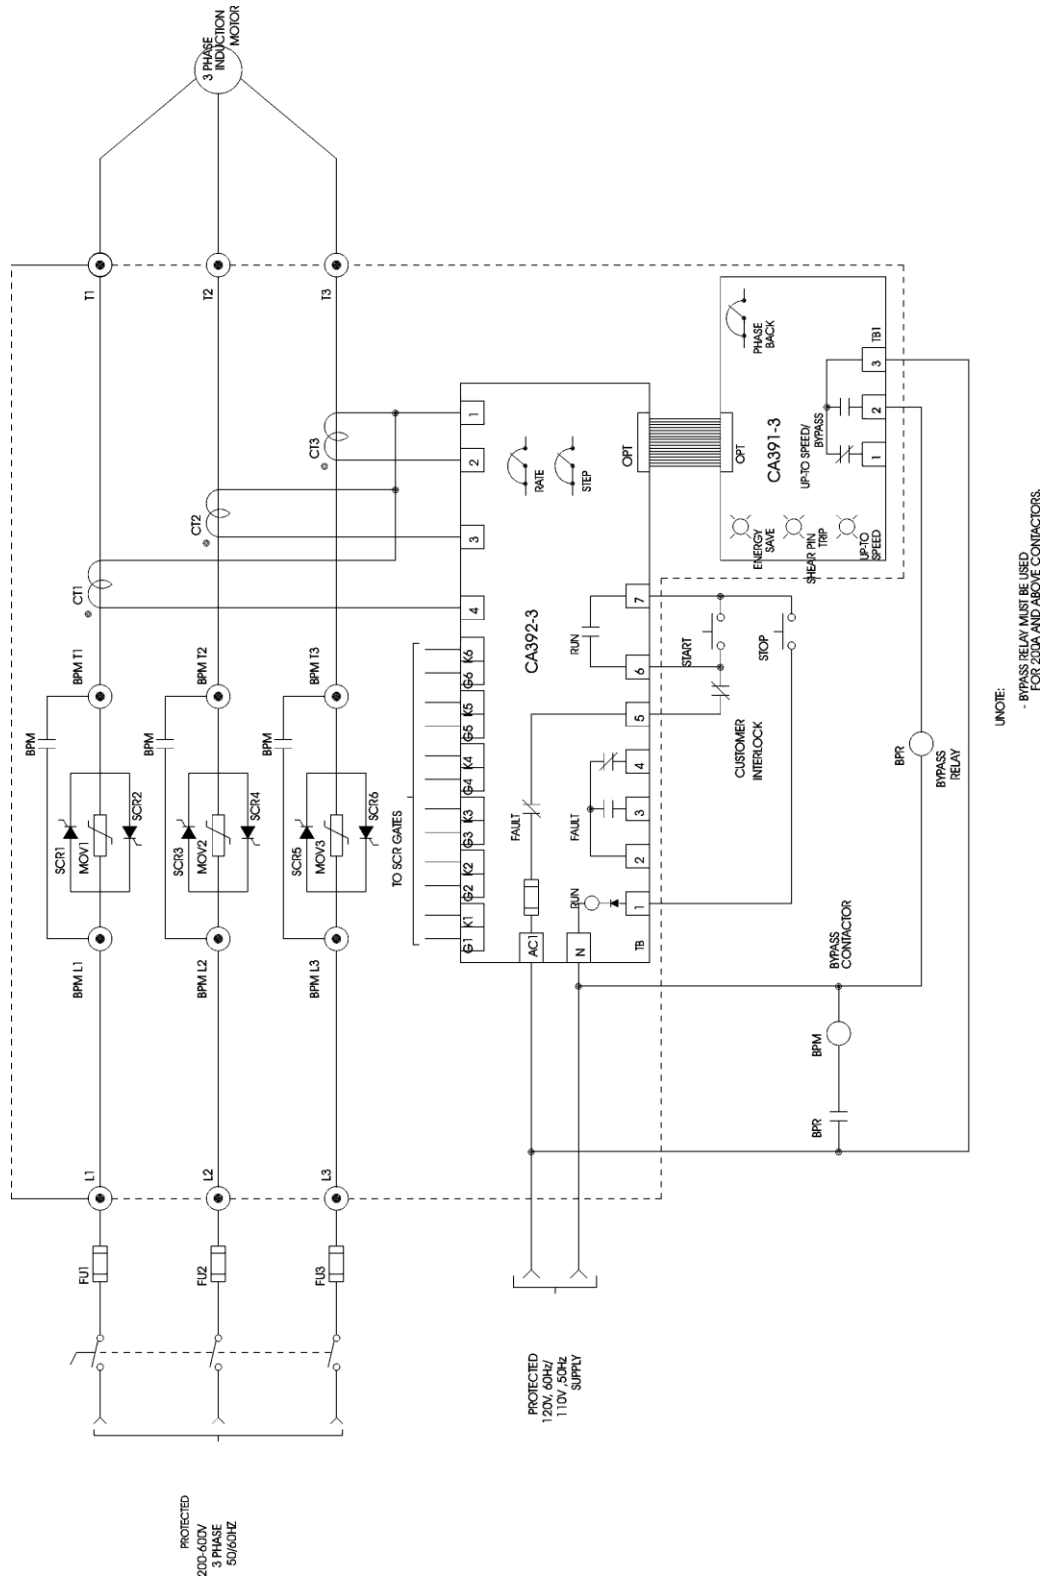 PROTECTED
200-600V
3 PHASE
50/60HZ
FU1
FU2
FU3
L1
L2
L3
BPM L1
BPM L2
BPM L3
BPM
BPM
BPM
SCR1
MOV1
SCR2
SCR3
MOV2
SCR4
SCR5
MOV3
SCR6
BPM T1
BPM T2
BPM T3
CT1
CT2
CT3
T1
T2
T3
3 PHASE
INDUCTION
MOTOR
TO SCR GATES
G1
K1
G2
K2
G3
K3
G4
K4
G5
K5
G6
K6
4
3
2
1
CA392-3
RATE
STEP
AC1
N
FAULT
RUN
FAULT
RUN
TB
1
2
3
4
5
6
7
OPT
OPT
CUSTOMER
INTERLOCK
START
STOP
PHASE
BACK
CA391-3
ENERGY
SAVE
SHEAR PIN
TRIP
UP-TO
SPEED
UP-TO SPEED/
BYPASS
1
2
3
TB1
PROTECTED
120V, 60Hz/
110V ,50Hz
SUPPLY
BPR
BPM
BYPASS
CONTACTOR
BPR
BYPASS
RELAY
UNOTE:
- BYPASS RELAY MUST BE USED
FOR 200A AND ABOVE CONTACTORS.